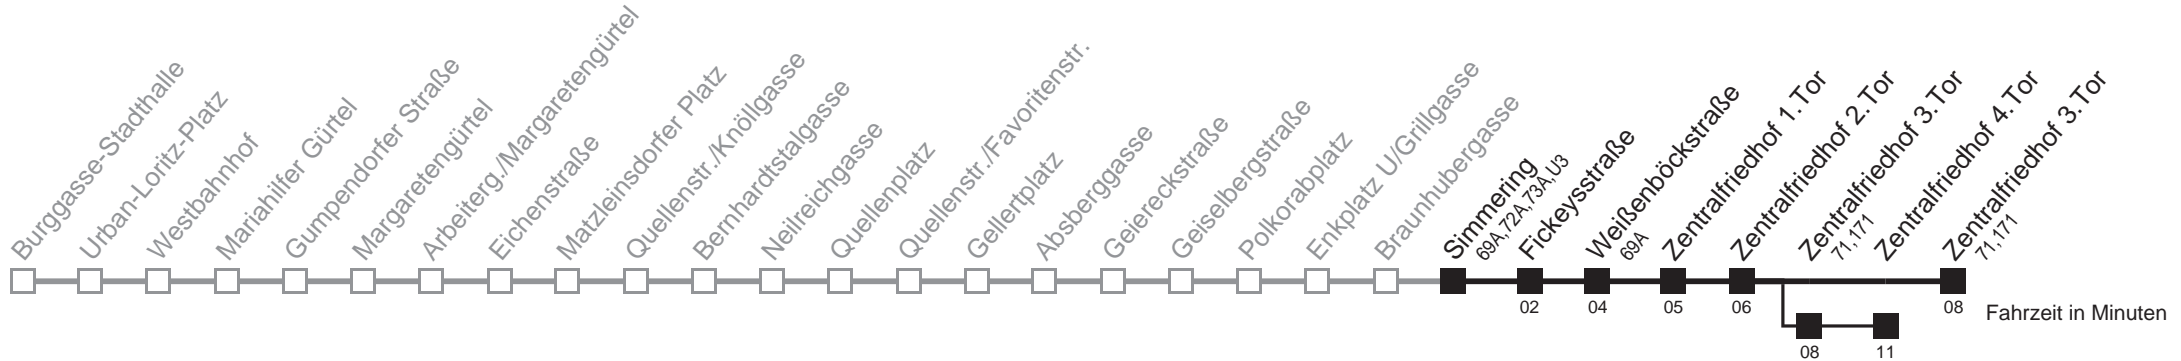 Burggasse-Stadthalle
Urban-Loritz-Platz
Westbahnhof
Mariahilfer Gürtel
Gumpendorfer Straße
Margaretengürtel
Arbeiterg./Margaretengürtel
Eichenstraße
Matzleinsdorfer Platz
Quellenstr./Knöllgasse
Bernhardtstalgasse
Neilreichgasse
Quellenplatz
Quellenstr./Favoritenstr.
Gellertplatz
Absberggasse
Geiereckstraße
Geiselbergstraße
Polkorabplatz
Enkplatz U/Grillgasse
Braunhubergasse
Simmering
69A,72A,73A,U3
Fickeysstraße
Weißenböckstraße
69A
Zentralfriedhof 1.Tor
Zentralfriedhof 2.Tor
Zentralfriedhof 3.Tor
71,171
Zentralfriedhof 4.Tor
Zentralfriedhof 3.Tor
71,171
02
04
05
06
08
Fahrzeit in Minuten
08
11